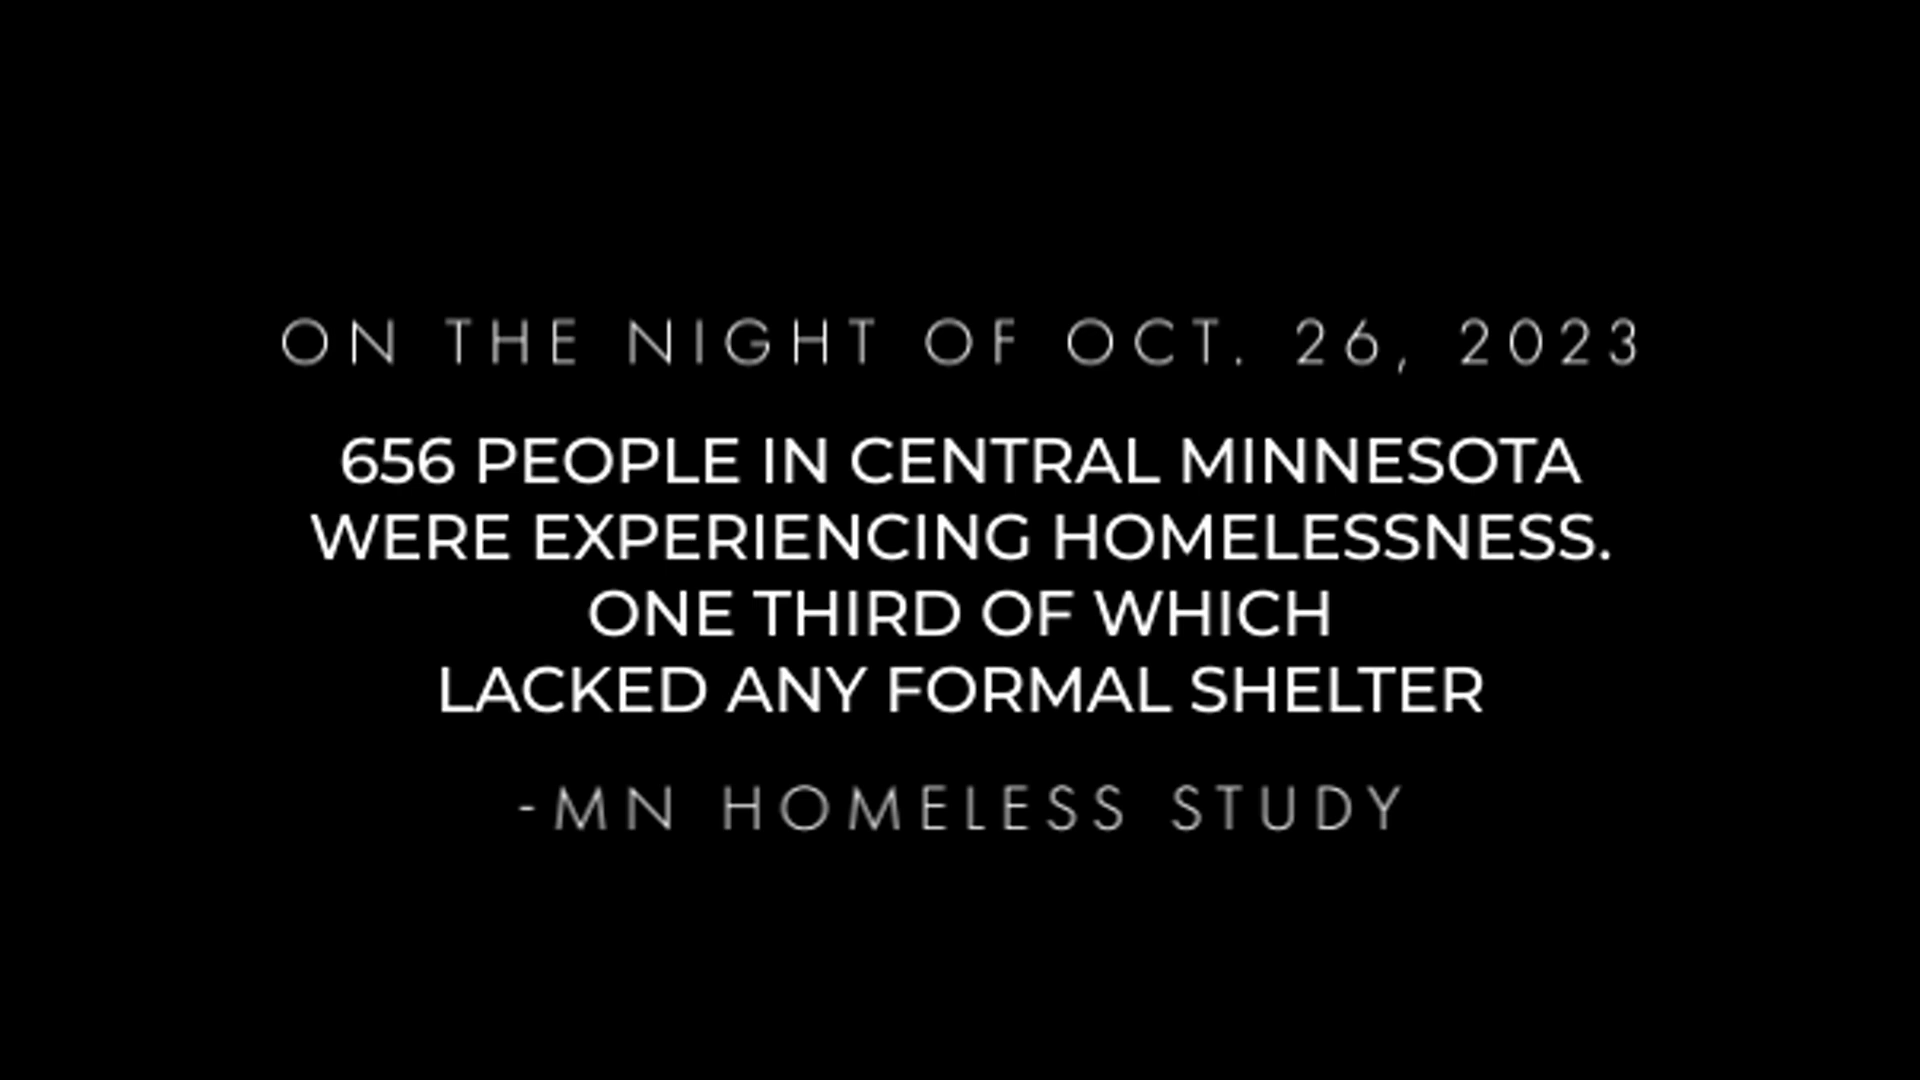 ON THE NIGHT OF OCT. 26, 2023
656 PEOPLE IN CENTRAL MINNESOTA
WERE EXPERIENCING HOMELESSNESS.
ONE THIRD OF WHICH
LACKED ANY FORMAL SHELTER
-MN HOMELESS STUDY